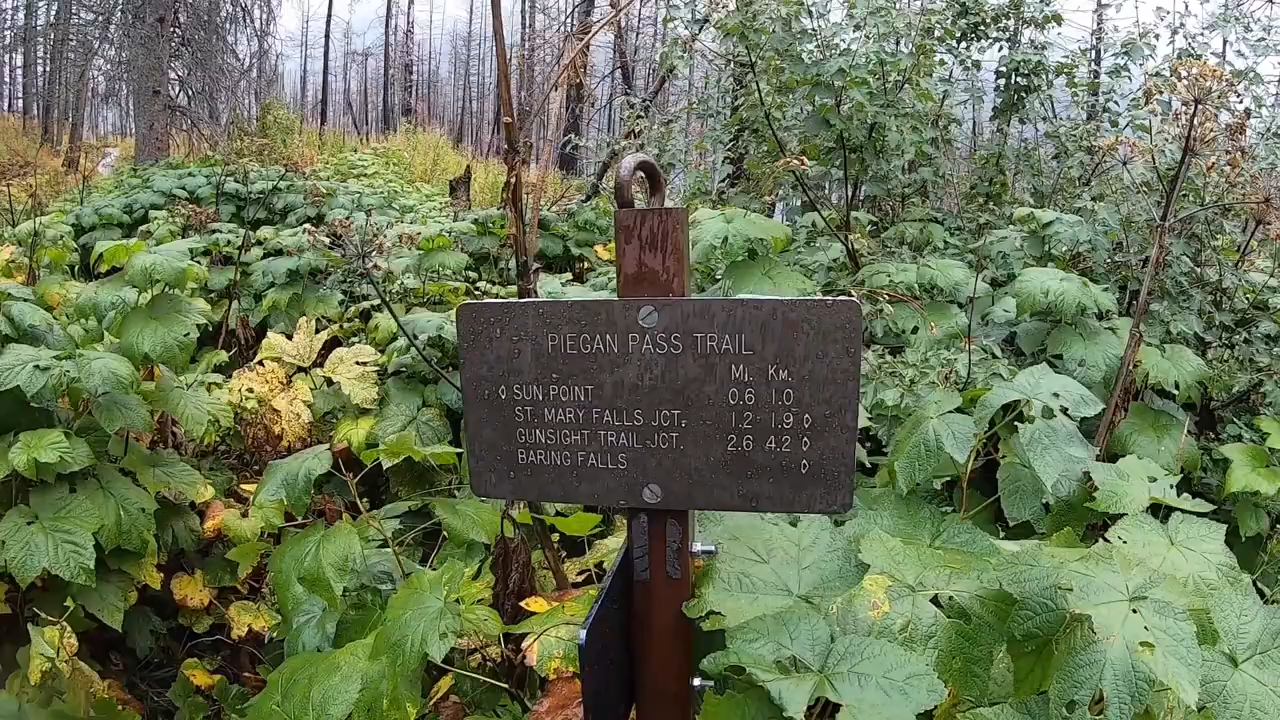 PIEGAN PASS TRAIL
MI. KM.
◊ SUN POINT 0.6 1.0
ST. MARY FALLS JCT. 1.2 1.9 ◊
GUNSIGHT TRAIL JCT. 2.6 4.2 ◊
BARING FALLS ◊